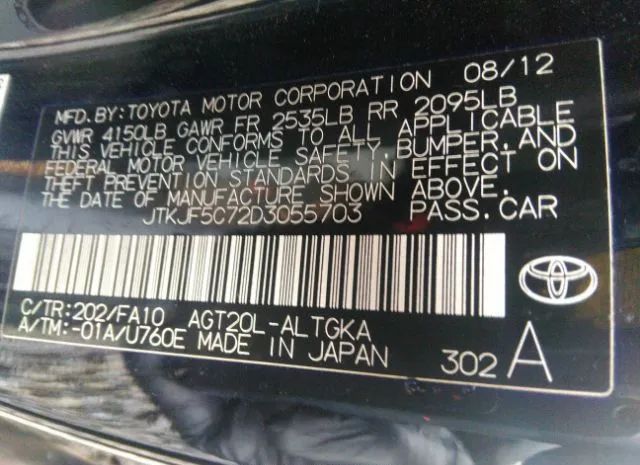 MFD.BY:TOYOTA MOTOR CORPORATION 08/12
GVWR 4150LB GAWR FR 2535LB RR 2095LB
THIS VEHICLE CONFORMS TO ALL APPLICABLE
FEDERAL MOTOR VEHICLE SAFETY,BUMPER,AND
THEFT PREVENTION STANDARDS IN EFFECT ON
THE DATE OF MANUFACTURE SHOWN ABOVE.
JTKJF5C72D3055703 PASS.CAR
C/TR:202/FA10 AGT20L-ALTGKA
A/TM:-01A/U760E MADE IN JAPAN 302 A